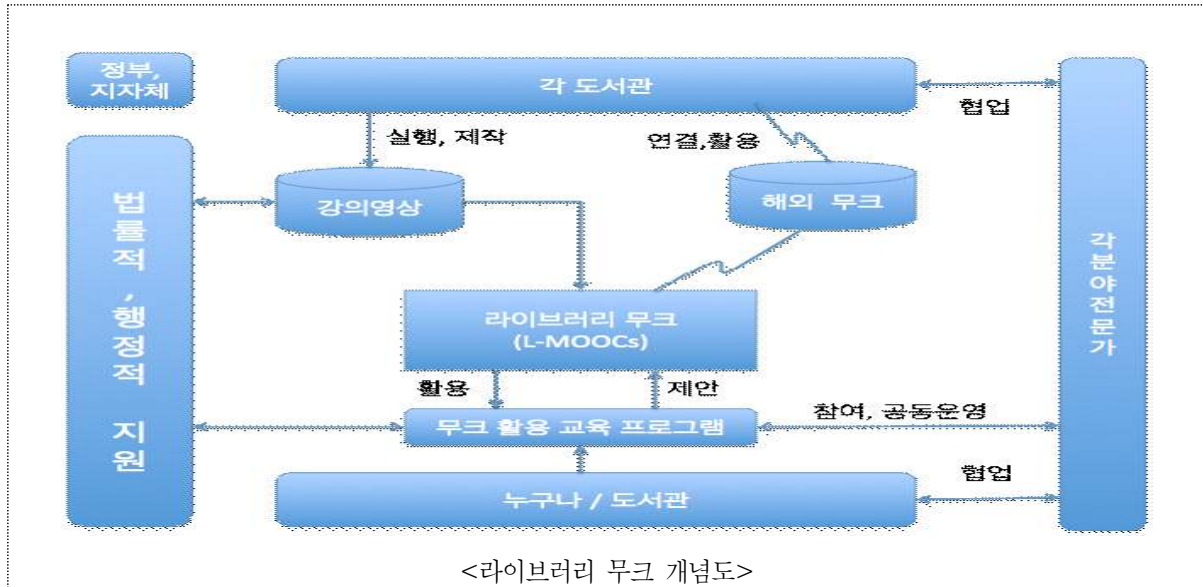 정부,
지자체
각 도서관
협업
실행, 제작
연결,활용
법률적,행정적 지원
강의영상
해외 무크
각분야전문가
라이브러리 무크
(L-MOOCs)
활용
제안
무크 활용 교육 프로그램
참여, 공동운영
누구나 / 도서관
협업
<라이브러리 무크 개념도>